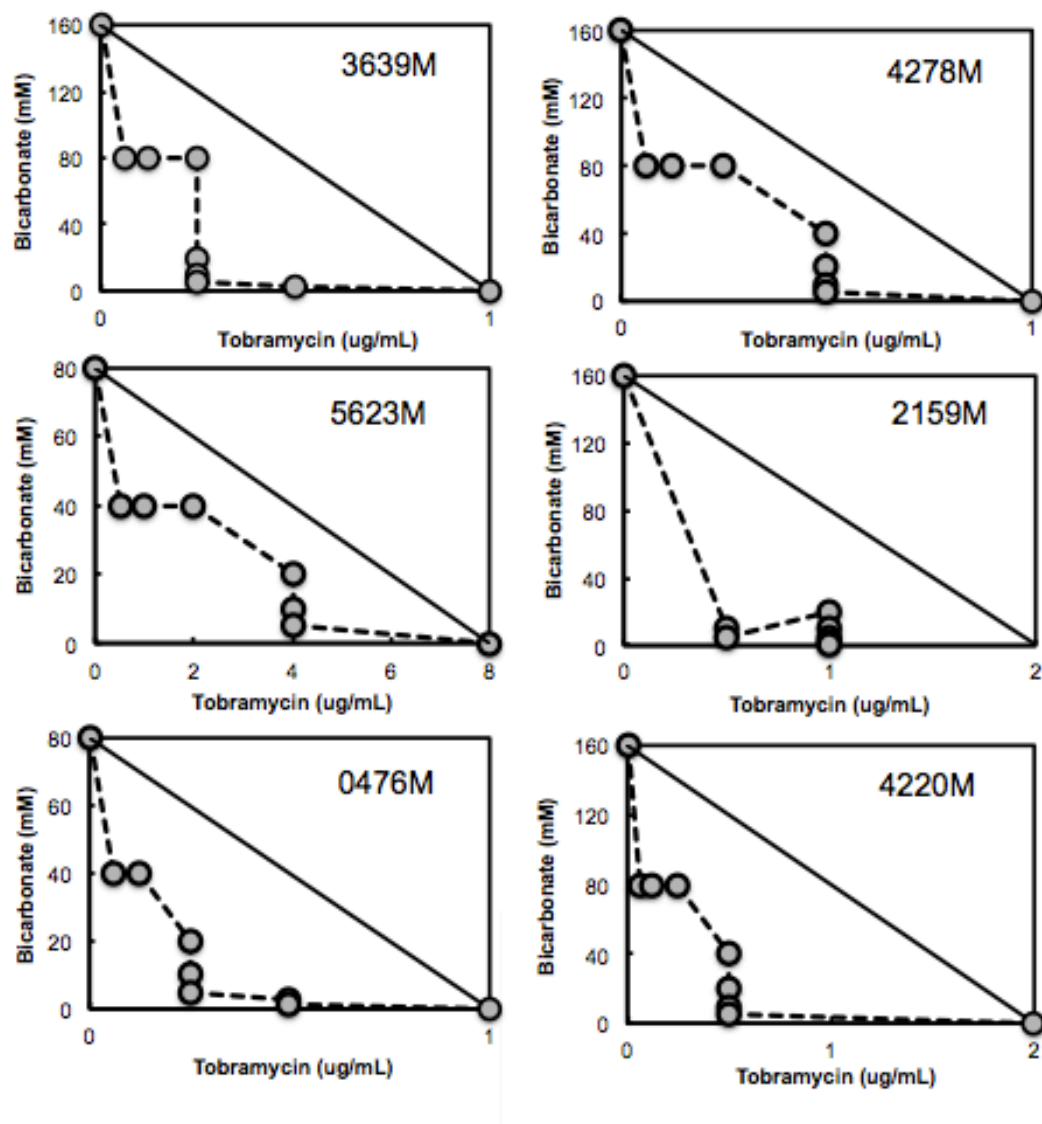 3639M
160
120
80
40
0
Bicarbonate (mM)
0
1
Tobramycin (ug/mL)
4278M
160
120
80
40
0
Bicarbonate (mM)
0
1
Tobramycin (ug/mL)
5623M
80
60
40
20
0
Bicarbonate (mM)
0 2 4 6 8
Tobramycin (ug/mL)
2159M
160
120
80
40
0
Bicarbonate (mM)
0 1 2
Tobramycin (ug/mL)
0476M
80
60
40
20
0
Bicarbonate (mM)
0 1
Tobramycin (ug/mL)
4220M
160
120
80
40
0
Bicarbonate (mM)
0 1 2
Tobramycin (ug/mL)